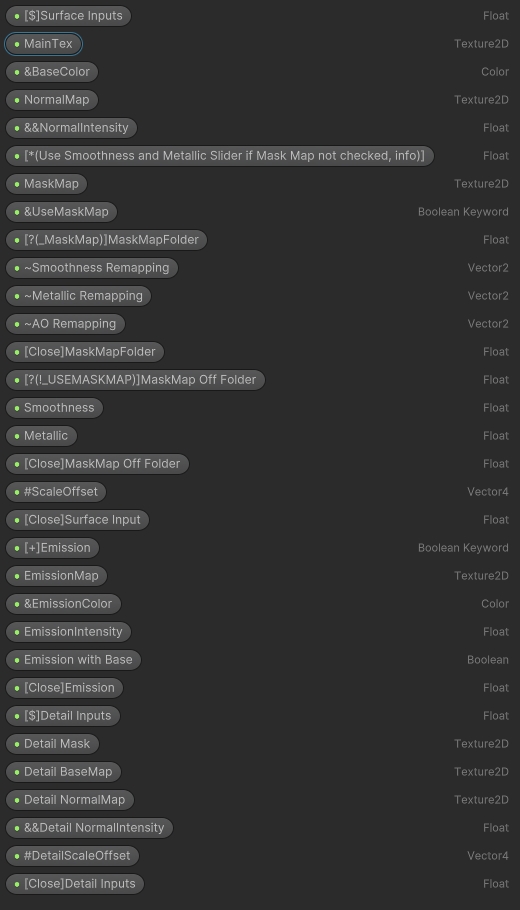 [$]Surface Inputs Float
MainTex Texture2D
&BaseColor Color
NormalMap Texture2D
&&NormalIntensity Float
[*(Use Smoothness and Metallic Slider if Mask Map not checked, info)] Float
MaskMap Texture2D
&UseMaskMap Boolean Keyword
[?(_MaskMap)]MaskMapFolder Float
~Smoothness Remapping Vector2
~Metallic Remapping Vector2
~AO Remapping Vector2
[Close]MaskMapFolder Float
[?(!_USEMASKMAP)]MaskMap Off Folder Float
Smoothness Float
Metallic Float
[Close]MaskMap Off Folder Float
#ScaleOffset Vector4
[Close]Surface Input Float
[+]Emission Boolean Keyword
EmissionMap Texture2D
&EmissionColor Color
EmissionIntensity Float
Emission with Base Boolean
[Close]Emission Float
[$]Detail Inputs Float
Detail Mask Texture2D
Detail BaseMap Texture2D
Detail NormalMap Texture2D
&&Detail NormalIntensity Float
#DetailScaleOffset Vector4
[Close]Detail Inputs Float